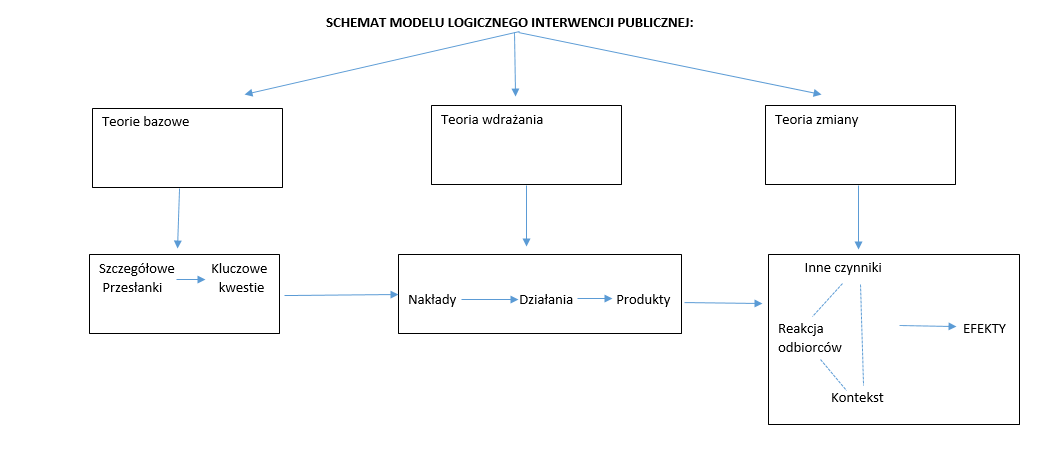 SCHEMAT MODELU LOGICZNEGO INTERWENCJI PUBLICZNEJ:
Teorie bazowe
Teoria wdrażania
Teoria zmiany
Szczegółowe
Przesłanki
Kluczowe
kwestie
Nakłady
Działania
Produkty
Inne czynniki
Reakcja
odbiorców
Kontekst
EFEKTY